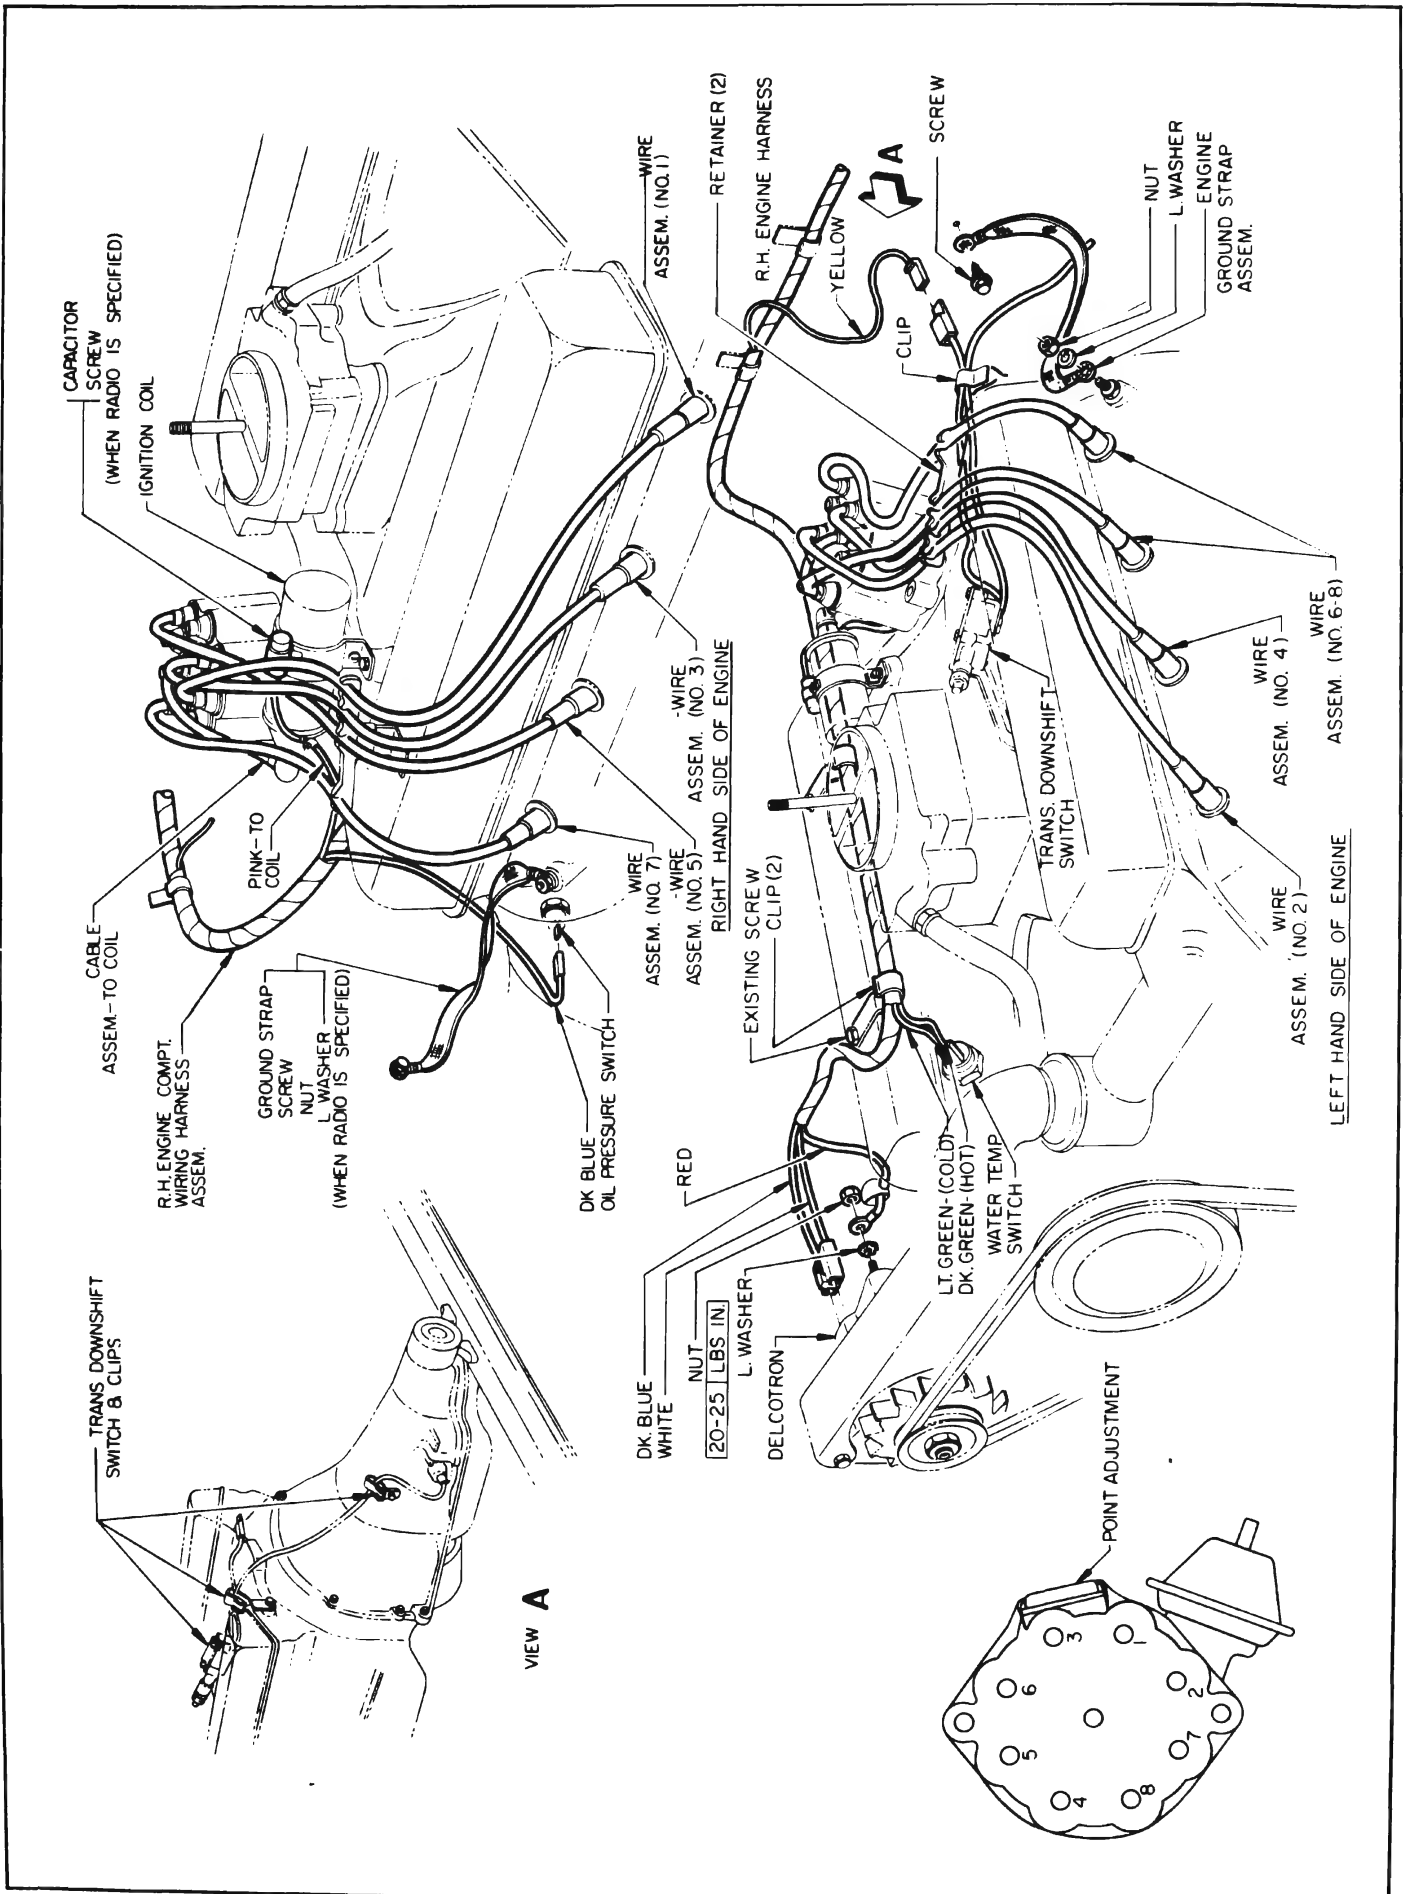 TRANS DOWNSHIFT
SWITCH & CLIPS
VIEW A
R.H. ENGINE COMPT.
WIRING HARNESS
ASSEM.
CABLE
ASSEM.-TO COIL
GROUND STRAP
SCREW
NUT
L. WASHER
(WHEN RADIO IS SPECIFIED)
PINK-TO
COIL
CAPACITOR
SCREW
(WHEN RADIO IS SPECIFIED)
IGNITION COIL
DK BLUE
OIL PRESSURE SWITCH
WIRE
ASSEM. (NO. 7)
-WIRE
ASSEM. (NO. 5)
-WIRE
ASSEM. (NO. 3)
WIRE
ASSEM. (NO. 1)
RIGHT HAND SIDE OF ENGINE
DK. BLUE
WHITE
RED
NUT
20-25 LBS IN.
L. WASHER
DELCOTRON
EXISTING SCREW
CLIP (2)
LT. GREEN-(COLD)
DK. GREEN-(HOT)
WATER TEMP
SWITCH
TRANS. DOWNSHIFT
SWITCH
RETAINER (2)
R.H. ENGINE HARNESS
YELLOW
A
CLIP
SCREW
NUT
L. WASHER
ENGINE
GROUND STRAP
ASSEM.
WIRE
ASSEM. (NO. 2)
WIRE
ASSEM. (NO. 4)
WIRE
ASSEM. (NO. 6-8)
LEFT HAND SIDE OF ENGINE
POINT ADJUSTMENT
4
5
6
3
8
7
2
1